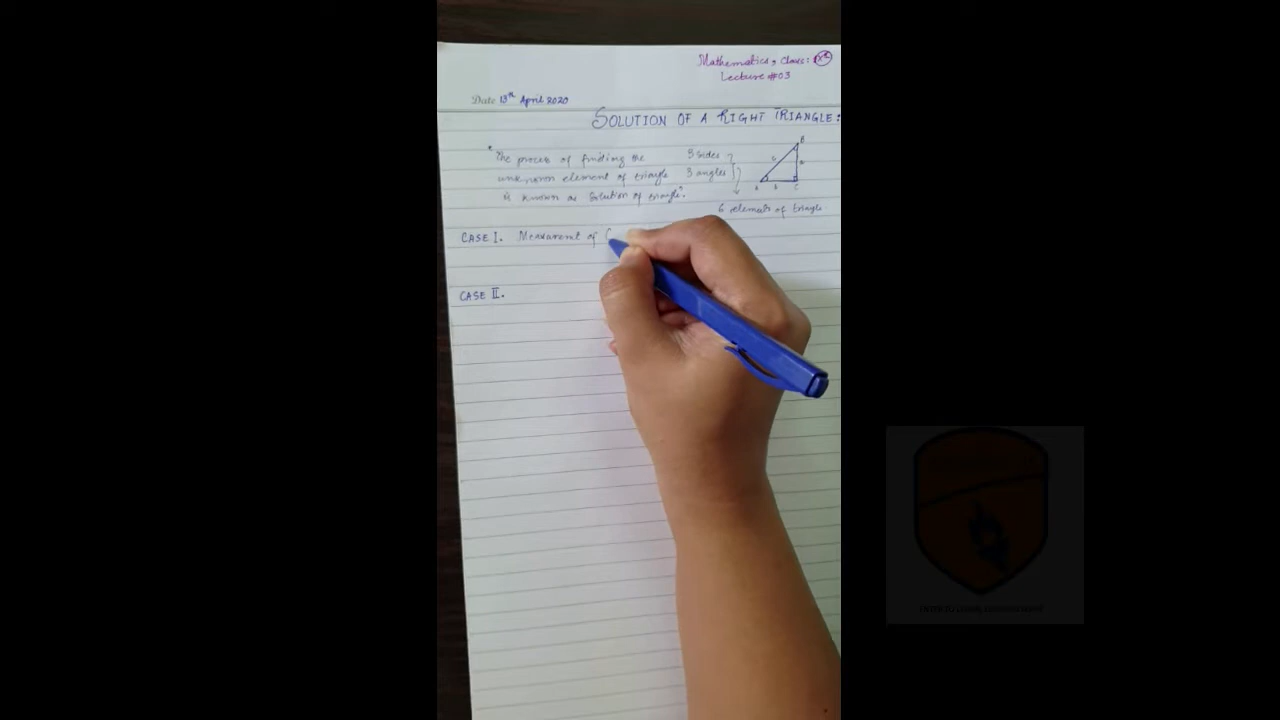 Mathematics, Class: IX
Lecture #03
Date 13th April 2020
SOLUTION OF A RIGHT TRIANGLE:
* The process of finding the
unknown element of triangle
is known as Solution of triangle".
3 sides
3 angles
6 elements of triangle
B
c
a
A
b
C
CASE I. Measurment of
CASE II.